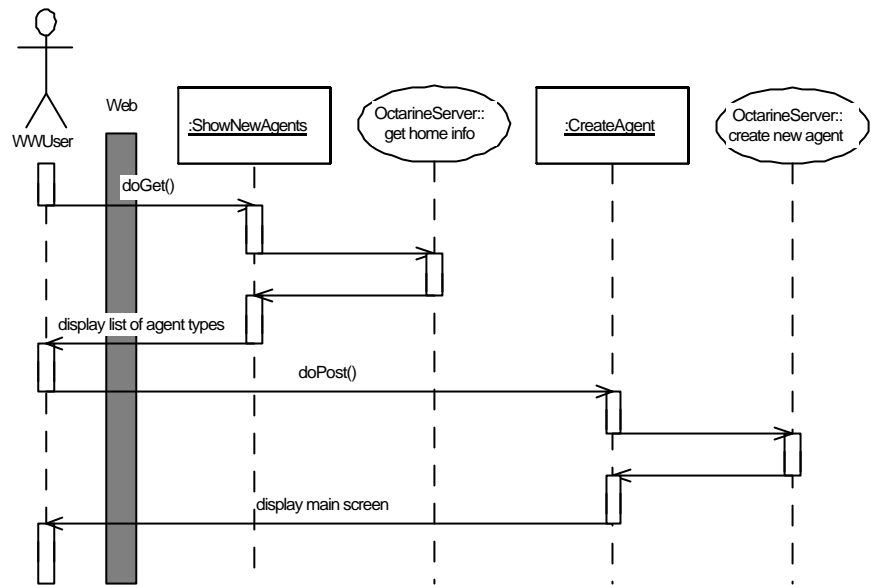 Web
WWUser
:ShowNewAgents
OctarineServer::
get home info
:CreateAgent
OctarineServer::
create new agent
doGet()
display list of agent types
doPost()
display main screen